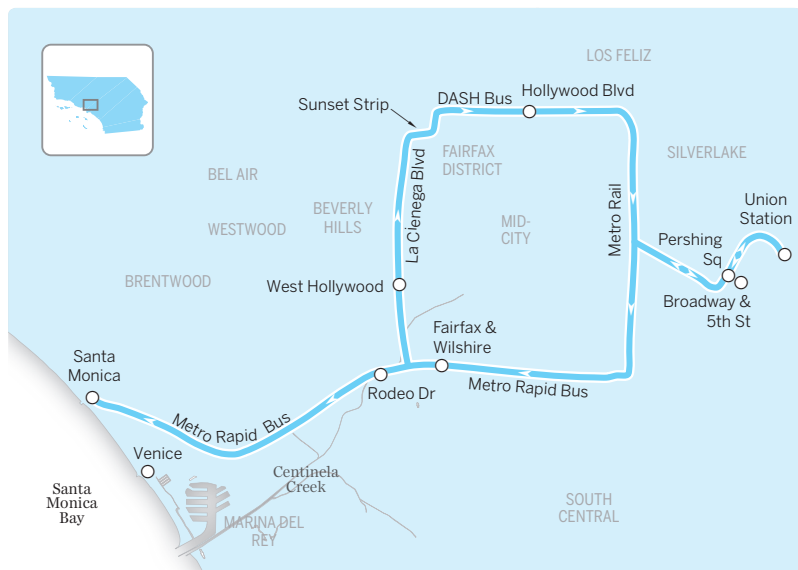 LOS FELIZ
Hollywood Blvd
DASH Bus
Sunset Strip
FAIRFAX
DISTRICT
SILVERLAKE
BEL AIR
La Cienega Blvd
Metro Rail
Union
Station
BEVERLY
HILLS
WESTWOOD
MID-
CITY
Pershing
Sq
BRENTWOOD
West Hollywood
Broadway &
5th St
Fairfax &
Wilshire
Santa
Monica
Rodeo Dr
Metro Rapid Bus
Metro Rapid Bus
Venice
Centinela
Creek
Santa
Monica
Bay
SOUTH
CENTRAL
MARINA DEL
REY